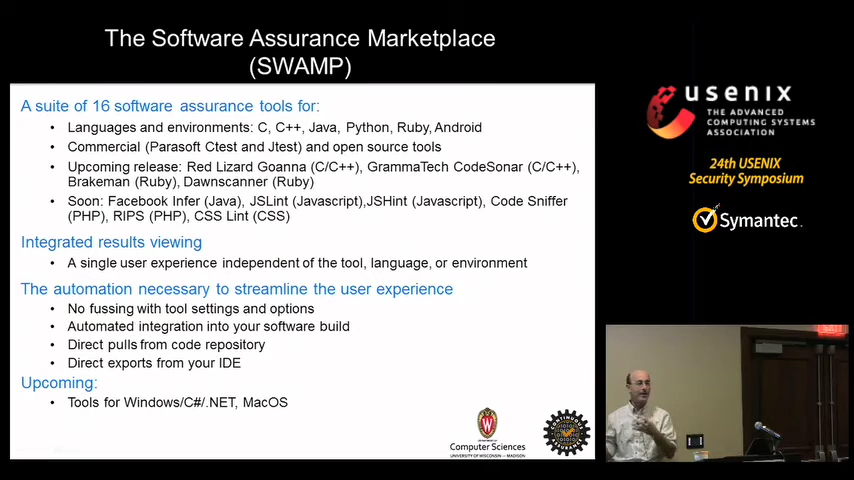 The Software Assurance Marketplace
(SWAMP)
A suite of 16 software assurance tools for:
• Languages and environments: C, C++, Java, Python, Ruby, Android
• Commercial (Parasoft Ctest and Jtest) and open source tools
• Upcoming release: Red Lizard Goanna (C/C++), GrammaTech CodeSonar (C/C++),
Brakeman (Ruby), Dawnscanner (Ruby)
• Soon: Facebook Infer (Java), JSLint (Javascript),JSHint (Javascript), Code Sniffer
(PHP), RIPS (PHP), CSS Lint (CSS)
Integrated results viewing
• A single user experience independent of the tool, language, or environment
The automation necessary to streamline the user experience
• No fussing with tool settings and options
• Automated integration into your software build
• Direct pulls from code repository
• Direct exports from your IDE
Upcoming:
• Tools for Windows/C#/.NET, MacOS
W
DEPARTMENT OF
Computer Sciences
UNIVERSITY OF WISCONSIN — MADISON
CONTINUOUS
ASSURANCE
usenix
THE ADVANCED
COMPUTING SYSTEMS
ASSOCIATION
24th USENIX
Security Symposium
Symantec.